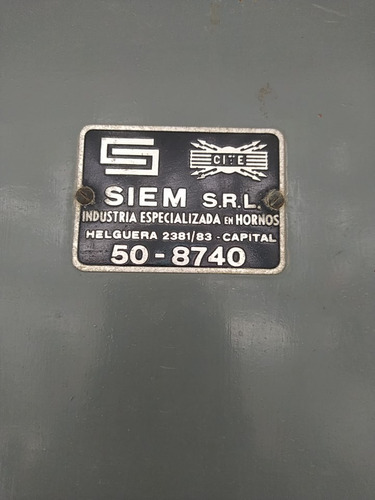 CITE
SIEM S.R.L.
INDUSTRIA ESPECIALIZADA EN HORNOS
HELGUERA 2381/83 - CAPITAL
50-8740